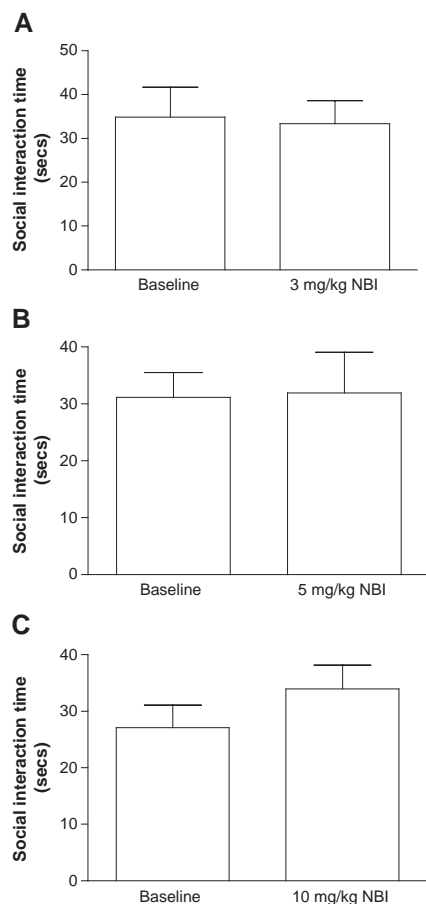 A
Social interaction time
(secs)
50
40
30
20
10
0
Baseline 3 mg/kg NBI
B
Social interaction time
(secs)
40
30
20
10
0
Baseline 5 mg/kg NBI
C
Social interaction time
(secs)
40
30
20
10
0
Baseline 10 mg/kg NBI